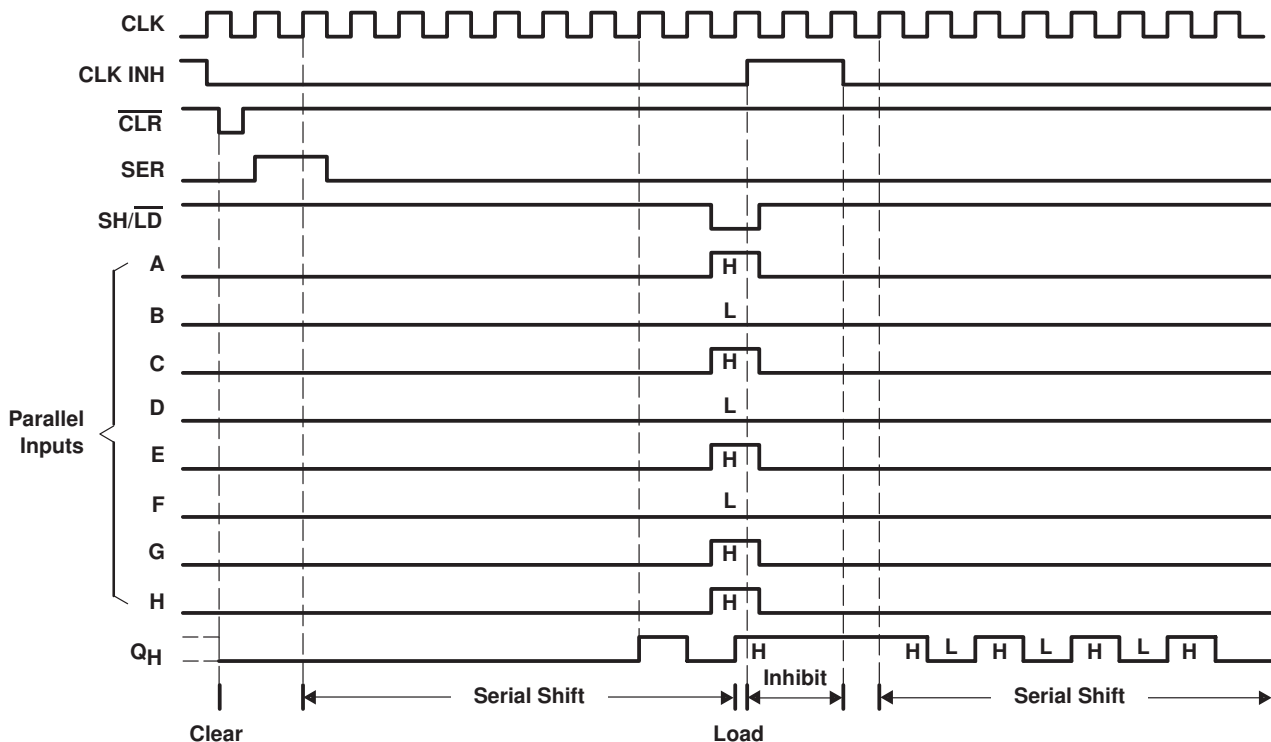 CLK
CLK INH
CLR
SER
SH/LD
A
H
B
L
C
H
D
L
Parallel
Inputs
E
H
F
L
G
H
H
H
QH
H
H
L
H
L
H
L
H
Inhibit
Serial Shift
Serial Shift
Clear
Load